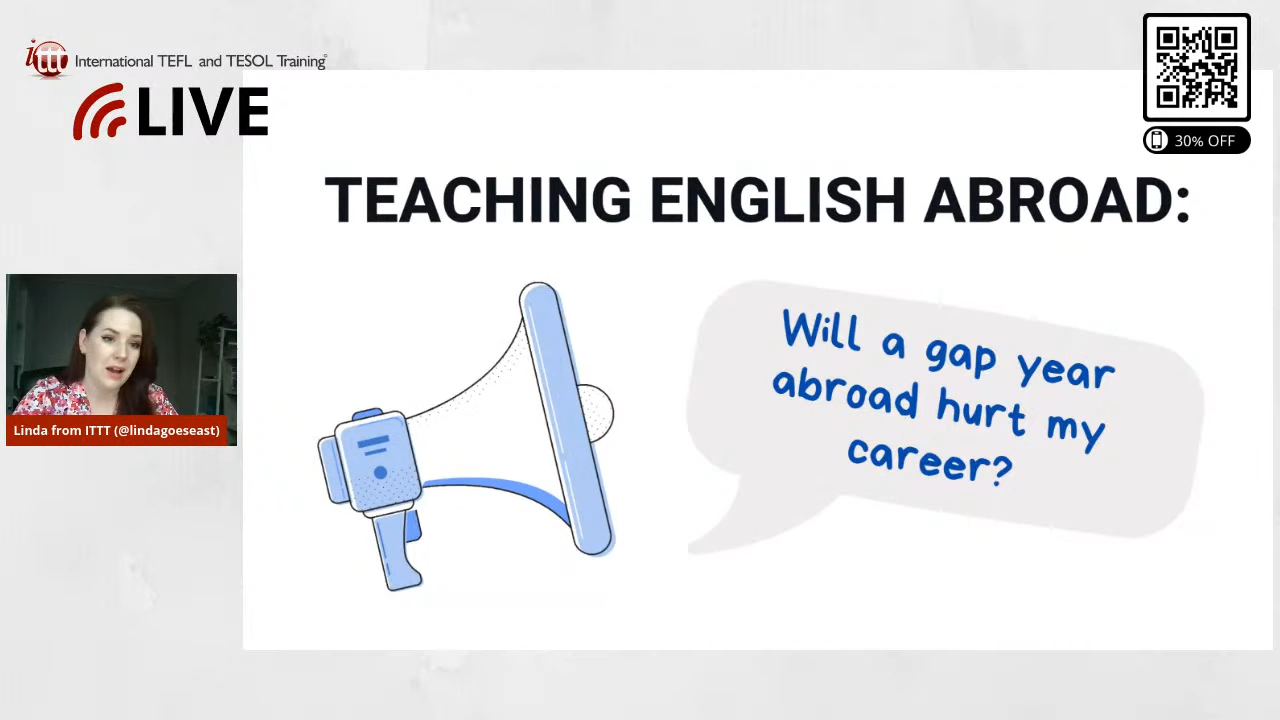 ittt International TEFL and TESOL Training
LIVE
30% OFF
TEACHING ENGLISH ABROAD:
Will a gap year
abroad hurt my
career?
Linda from ITTT (@lindagoeseast)